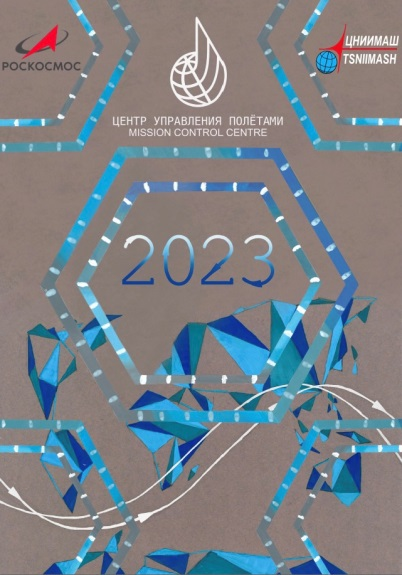 РОСКОСМОС
ЦНИИМАШ
TSNIIMASH
ЦЕНТР УПРАВЛЕНИЯ ПОЛЁТАМИ
MISSION CONTROL CENTRE
2023